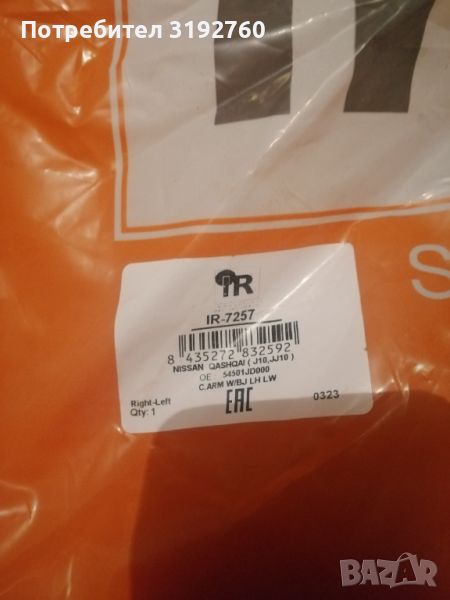 Потребител 3192760
S
IR
IR-7257
8 435272 832592
NISSAN QASHQAI ( J10,JJ10 )
OE 54501JD000
C.ARM W/BJ LH LW
Right-Left
Qty: 1
EAC
0323
BAZAR